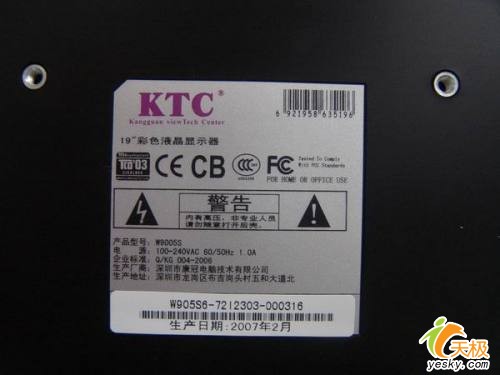 KTC®
Kangguan viewTech Center
19"彩色液晶显示器
6 921958 635196
TCO'03
CE CB CCC FC
Tested To Comply
With FCC Standards
FOR HOME OR OFFICE USE
警告
内有高压，非专业人员
请勿随意打开后壳！
产品型号：W9005S
电 源：100-240VAC 60/50Hz 1.0A
企业标准：Q/KG 004-2006
生产厂商：深圳市康冠电脑技术有限公司
生产地址：深圳市龙岗区布吉岗头村五和大道北
W905S6-72I2303-000316
生产日期：2007年2月
天极
yesky.com